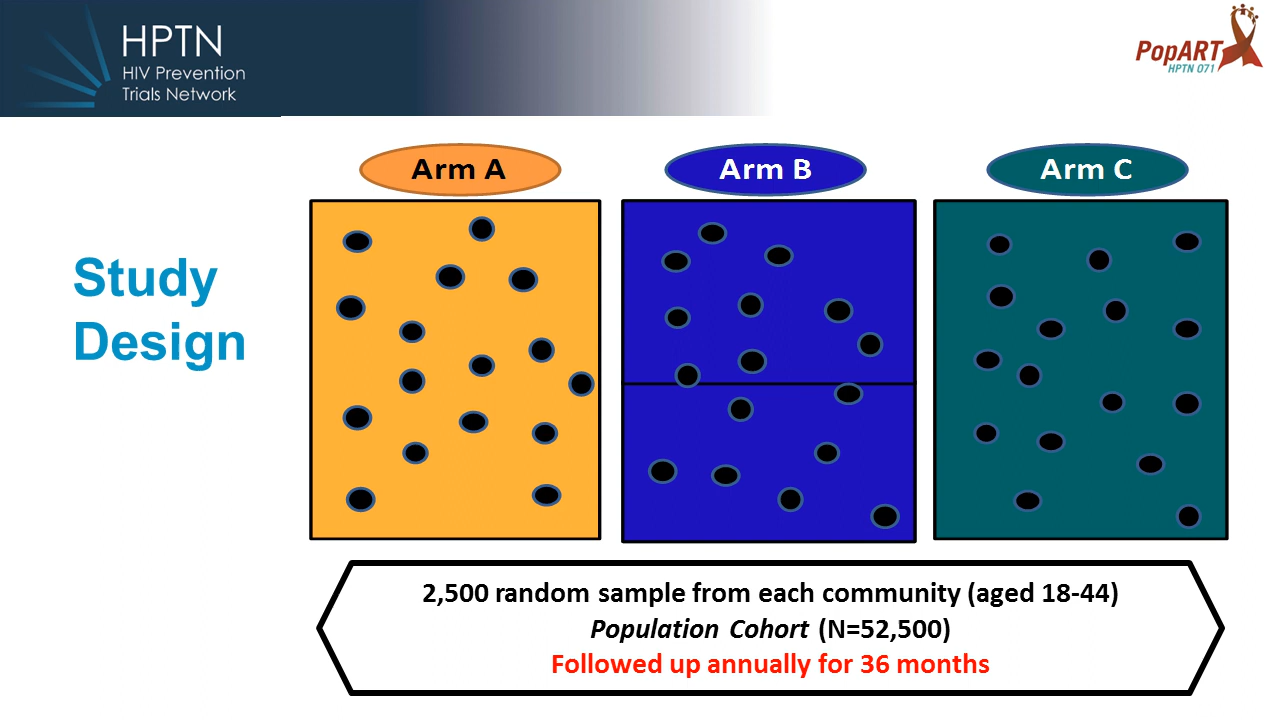 HPTN
HIV Prevention
Trials Network
PopART
HPTN 071
Study
Design
Arm A
Arm B
Arm C
2,500 random sample from each community (aged 18-44)
Population Cohort (N=52,500)
Followed up annually for 36 months